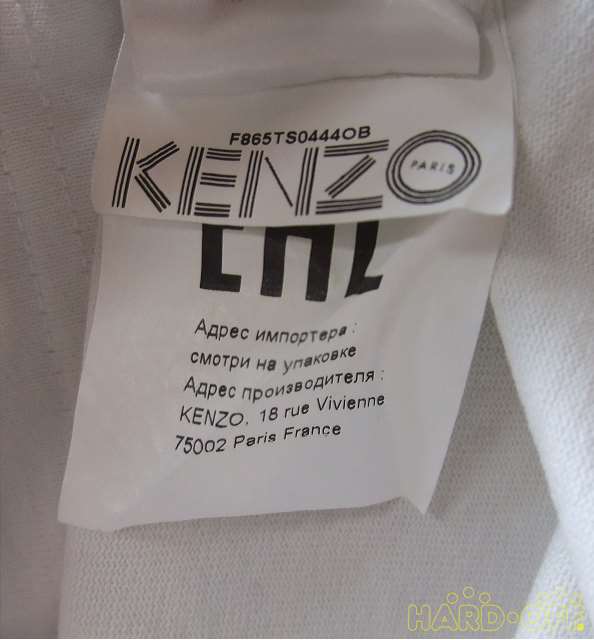 F865TS0444OB
KENZO
PARIS
EAC
Адрес импортера :
смотри на упаковке
Адрес производителя :
KENZO, 18 rue Vivienne
75002 Paris France
HARD-OFF